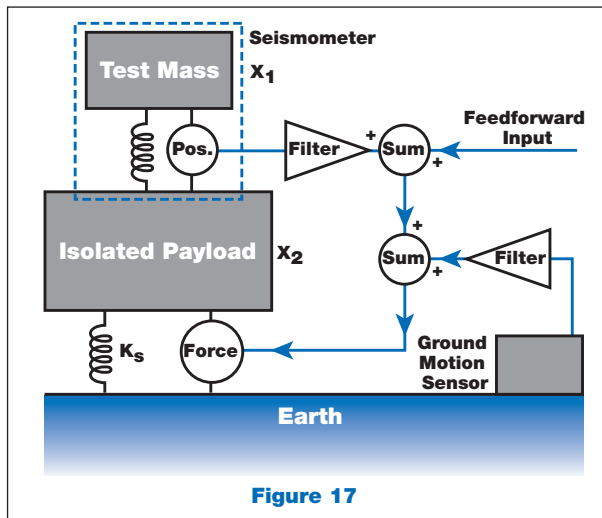 Seismometer
Test Mass
X1
Pos.
Filter
+
Sum
+
Feedforward
Input
Isolated Payload
X2
+
Sum
+
Filter
Ks
Force
Ground
Motion
Sensor
Earth
Figure 17